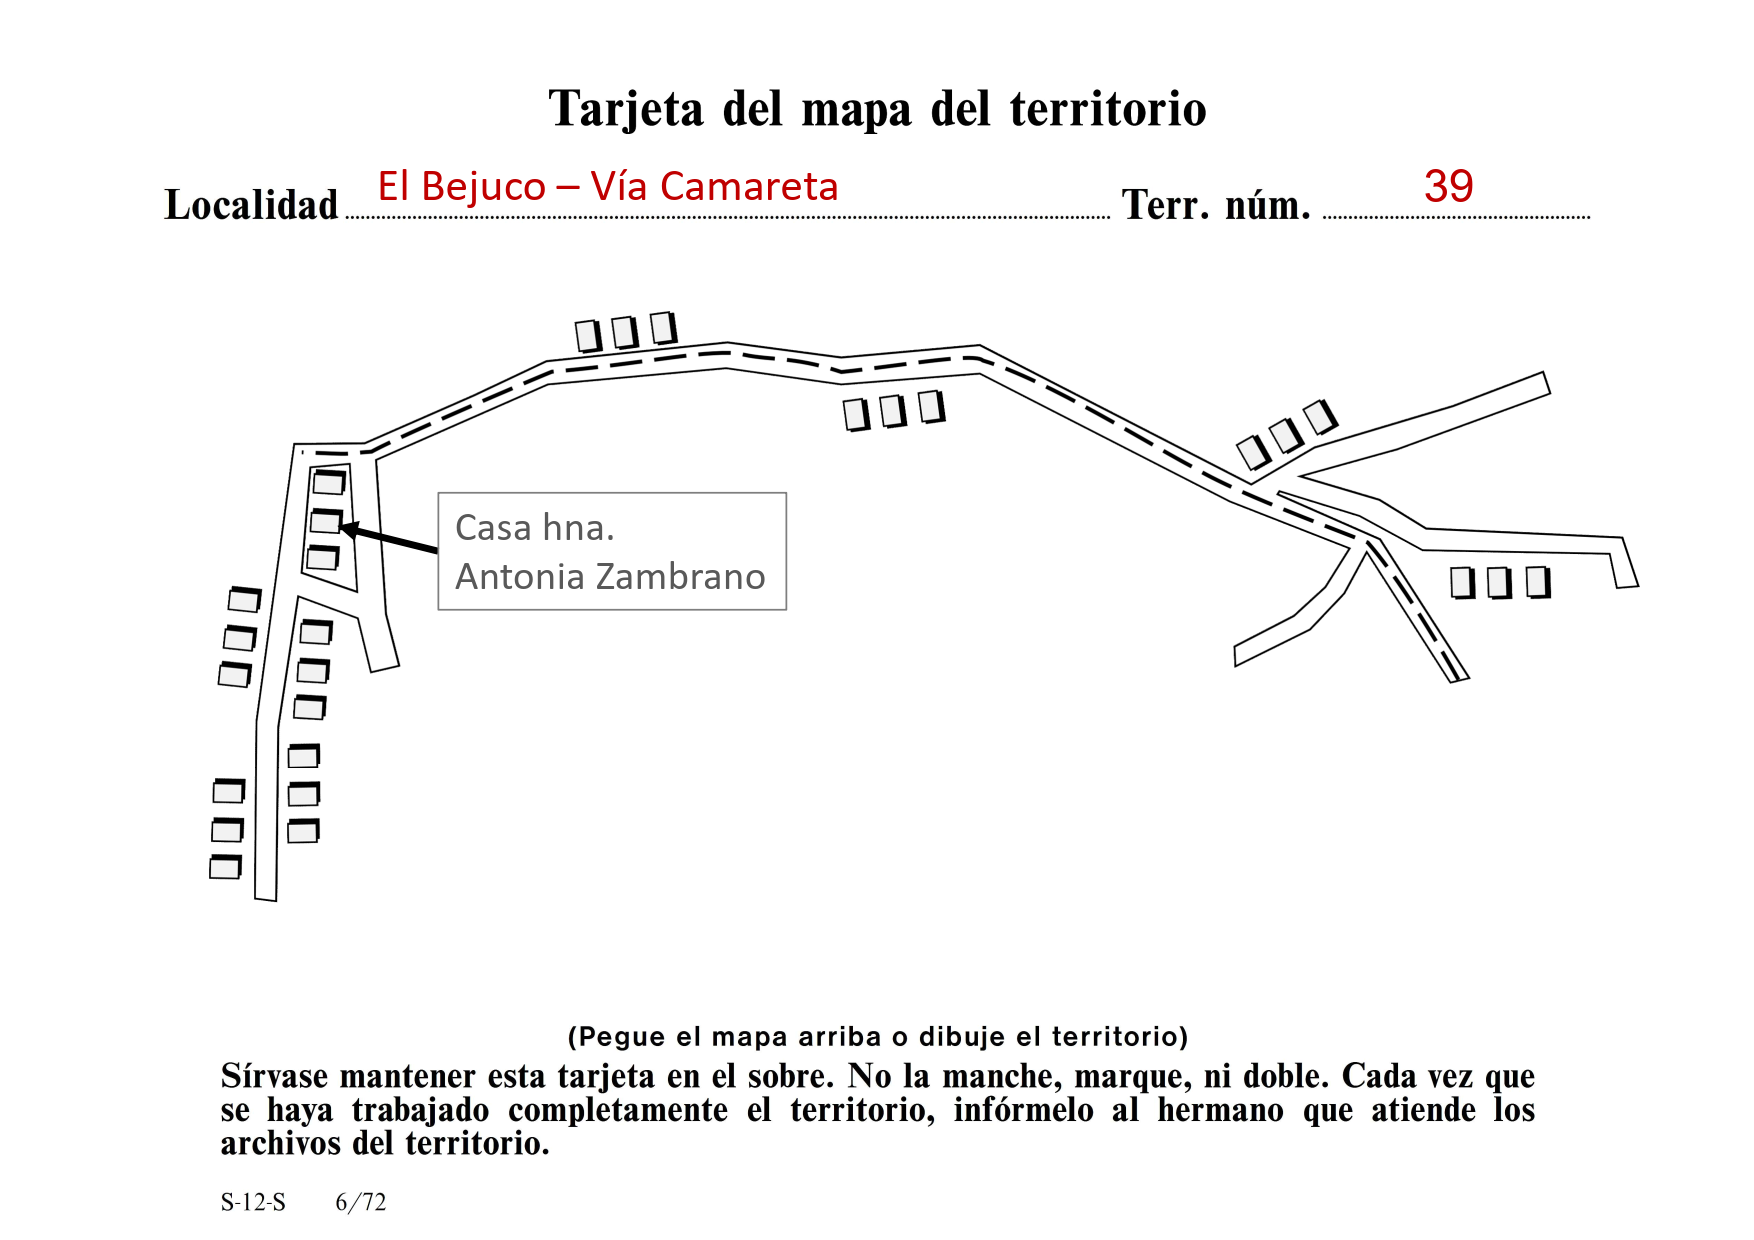 Tarjeta del mapa del territorio
Localidad El Bejuco – Vía Camareta Terr. núm. 39
Casa hna.
Antonia Zambrano
(Pegue el mapa arriba o dibuje el territorio)
Sírvase mantener esta tarjeta en el sobre. No la manche, marque, ni doble. Cada vez que
se haya trabajado completamente el territorio, infórmelo al hermano que atiende los
archivos del territorio.
S-12-S 6/72